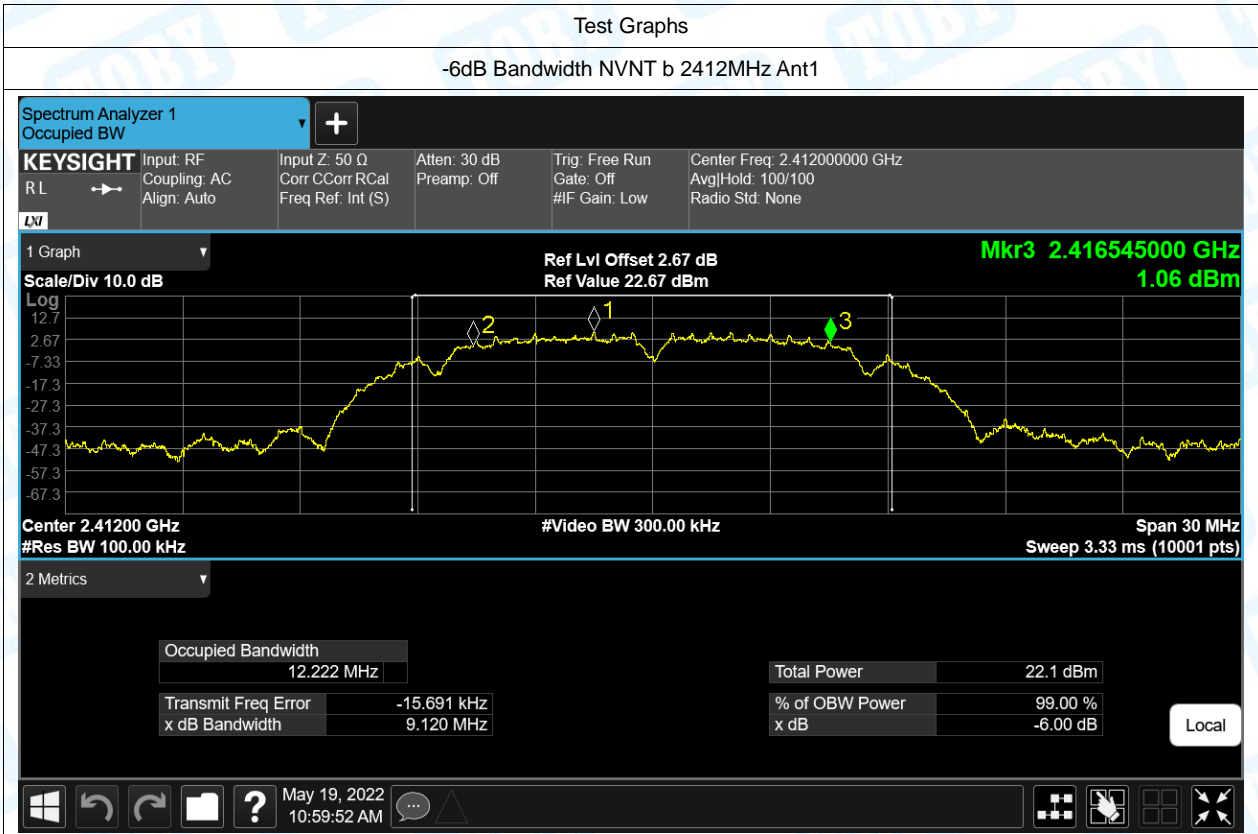 Test Graphs
-6dB Bandwidth NVNT b 2412MHz Ant1
Spectrum Analyzer 1
Occupied BW
KEYSIGHT
R L
LXI
Input: RF
Coupling: AC
Align: Auto
Input Z: 50 Ω
Corr CCorr RCal
Freq Ref: Int (S)
Atten: 30 dB
Preamp: Off
Trig: Free Run
Gate: Off
#IF Gain: Low
Center Freq: 2.412000000 GHz
Avg|Hold: 100/100
Radio Std: None
1 Graph
Scale/Div 10.0 dB
Ref Lvl Offset 2.67 dB
Ref Value 22.67 dBm
Mkr3 2.416545000 GHz
1.06 dBm
Log
12.7
2.67
-7.33
-17.3
-27.3
-37.3
-47.3
-57.3
-67.3
2
1
3
Center 2.41200 GHz
#Res BW 100.00 kHz
#Video BW 300.00 kHz
Span 30 MHz
Sweep 3.33 ms (10001 pts)
2 Metrics
Occupied Bandwidth
12.222 MHz
Transmit Freq Error -15.691 kHz
x dB Bandwidth 9.120 MHz
Total Power 22.1 dBm
% of OBW Power 99.00 %
x dB -6.00 dB
Local
?
May 19, 2022
10:59:52 AM
TOBY